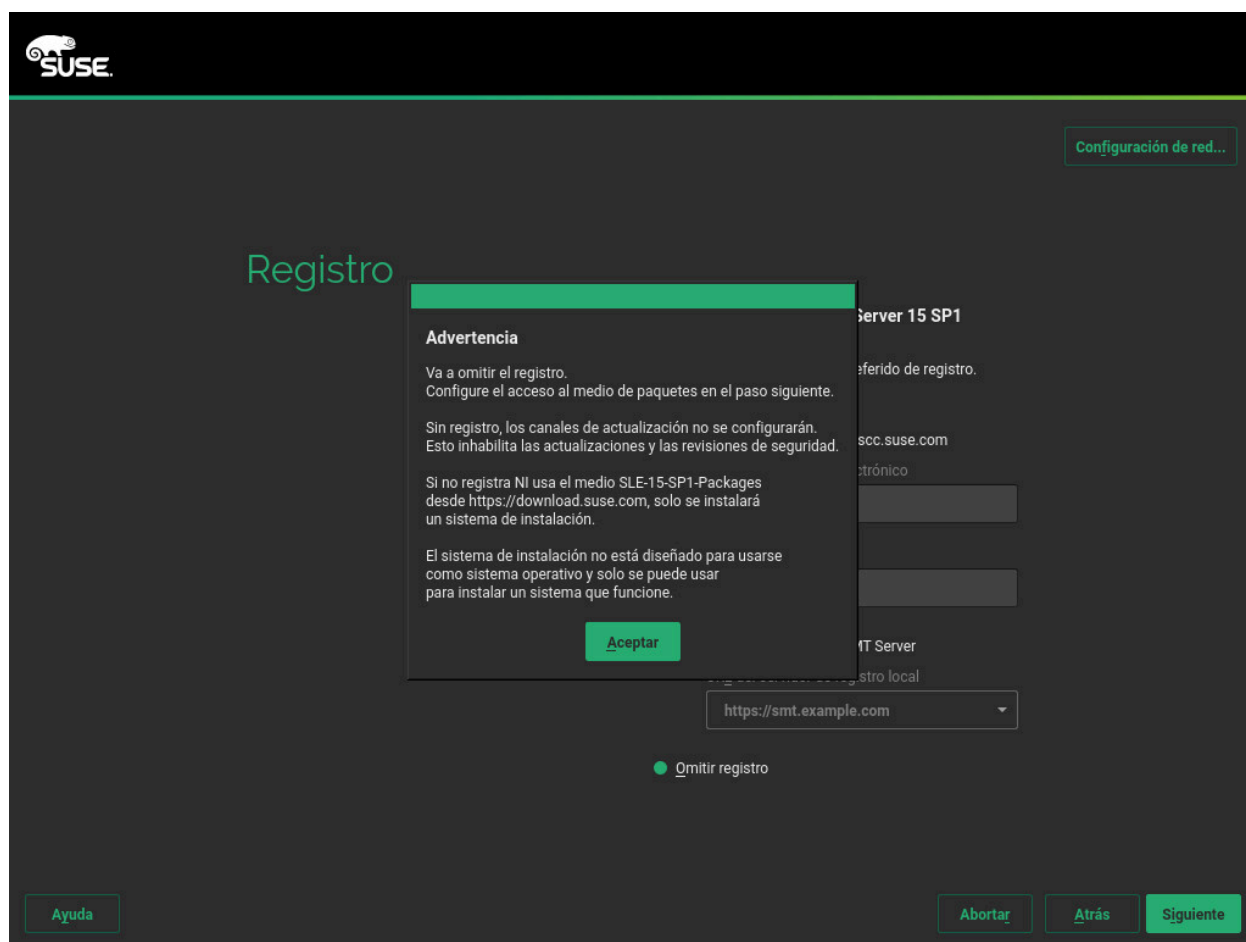 SUSE.
Configuración de red...
Registro
Server 15 SP1
Advertencia
Va a omitir el registro.
Configure el acceso al medio de paquetes en el paso siguiente.
Sin registro, los canales de actualización no se configurarán.
Esto inhabilita las actualizaciones y las revisiones de seguridad.
Si no registra NI usa el medio SLE-15-SP1-Packages
desde https://download.suse.com, solo se instalará
un sistema de instalación.
El sistema de instalación no está diseñado para usarse
como sistema operativo y solo se puede usar
para instalar un sistema que funcione.
Aceptar
eferido de registro.
scc.suse.com
ctrónico
MT Server
stro local
https://smt.example.com
Omitir registro
Ayuda
Abortar
Atrás
Siguiente